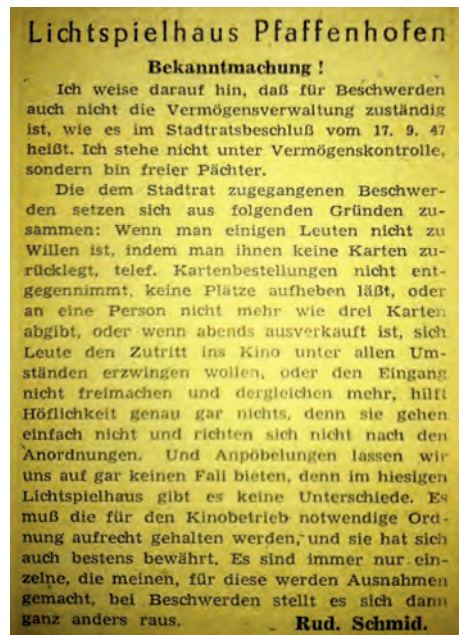 Lichtspielhaus Pfaffenhofen
Bekanntmachung !
Ich weise darauf hin, daß für Beschwerden
auch nicht die Vermögensverwaltung zuständig
ist, wie es im Stadtratsbeschluß vom 17. 9. 47
heißt. Ich stehe nicht unter Vermögenskontrolle,
sondern bin freier Pächter.
Die dem Stadtrat zugegangenen Beschwer-
den setzen sich aus folgenden Gründen zu-
sammen: Wenn man einigen Leuten nicht zu
Willen ist, indem man ihnen keine Karten zu-
rücklegt, telef. Kartenbestellungen nicht ent-
gegennimmt, keine Plätze aufheben läßt, oder
an eine Person nicht mehr wie drei Karten
abgibt, oder wenn abends ausverkauft ist, sich
Leute den Zutritt ins Kino unter allen Um-
ständen erzwingen wollen, oder den Eingang
nicht freimachen und dergleichen mehr, hilft
Höflichkeit genau gar nichts, denn sie gehen
einfach nicht und richten sich nicht nach den
Anordnungen. Und Anpöbelungen lassen wir
uns auf gar keinen Fall bieten, denn im hiesigen
Lichtspielhaus gibt es keine Unterschiede. Es
muß die für den Kinobetrieb notwendige Ord-
nung aufrecht gehalten werden, und sie hat sich
auch bestens bewährt. Es sind immer nur ein-
zelne, die meinen, für diese werden Ausnahmen
gemacht, bei Beschwerden stellt es sich dann
ganz anders raus. Rud. Schmid.